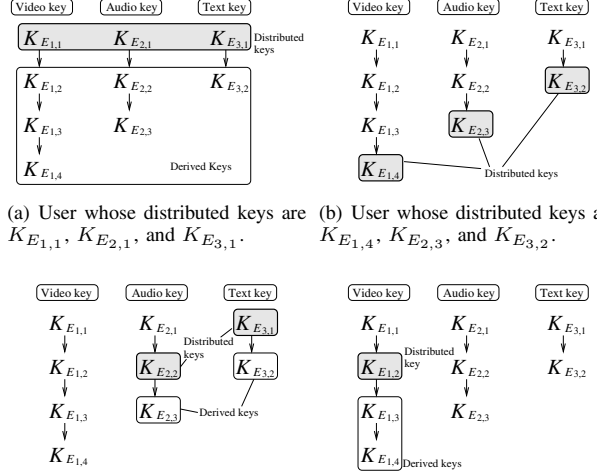 Video key Audio key Text key
K_{E_{1,1}} K_{E_{2,1}} K_{E_{3,1}} Distributed keys
K_{E_{1,2}} K_{E_{2,2}} K_{E_{3,2}}
K_{E_{1,3}} K_{E_{2,3}}
K_{E_{1,4}} Derived Keys
(a) User whose distributed keys are
K_{E_{1,1}}, K_{E_{2,1}}, and K_{E_{3,1}}.
Video key Audio key Text key
K_{E_{1,1}} K_{E_{2,1}} K_{E_{3,1}}
K_{E_{1,2}} K_{E_{2,2}} K_{E_{3,2}}
K_{E_{1,3}} K_{E_{2,3}}
K_{E_{1,4}} Distributed keys
(b) User whose distributed keys a
K_{E_{1,4}}, K_{E_{2,3}}, and K_{E_{3,2}}.
Video key Audio key Text key
K_{E_{1,1}} K_{E_{2,1}} K_{E_{3,1}}
Distributed
keys
K_{E_{1,2}} K_{E_{2,2}} K_{E_{3,2}}
K_{E_{1,3}} K_{E_{2,3}} Derived keys
K_{E_{1,4}}
Video key Audio key Text key
K_{E_{1,1}} K_{E_{2,1}} K_{E_{3,1}}
Distributed
key
K_{E_{1,2}} K_{E_{2,2}} K_{E_{3,2}}
K_{E_{1,3}} K_{E_{2,3}}
K_{E_{1,4}} Derived keys